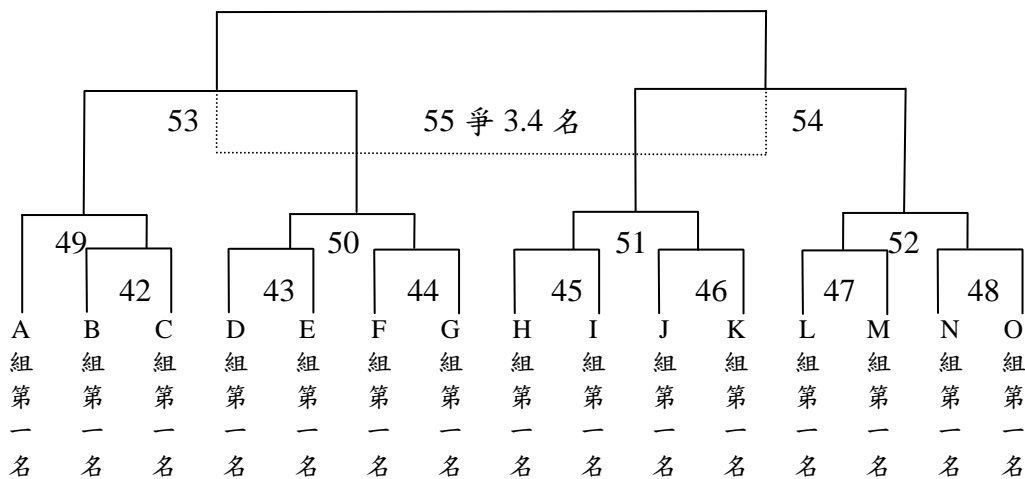 53 55 爭 3.4 名 54
49 50 51 52
42 43 44 45 46 47 48
A B C D E F G H I J K L M N O
組 組 組 組 組 組 組 組 組 組 組 組 組 組 組
第 第 第 第 第 第 第 第 第 第 第 第 第 第 第
一 一 一 一 一 一 一 一 一 一 一 一 一 一 一
名 名 名 名 名 名 名 名 名 名 名 名 名 名 名